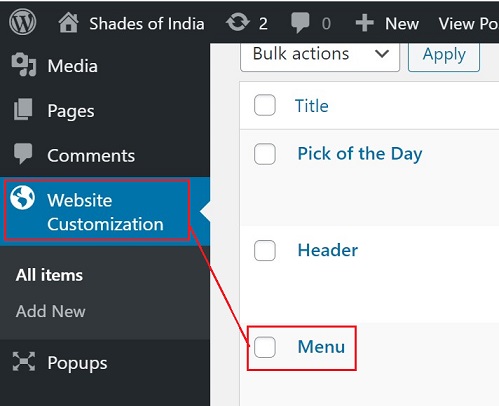 Shades of India 2 0 + New View Po
Media
Pages
Comments
Website
Customization
All items
Add New
Popups
Bulk actions Apply
Title
Pick of the Day
Header
Menu